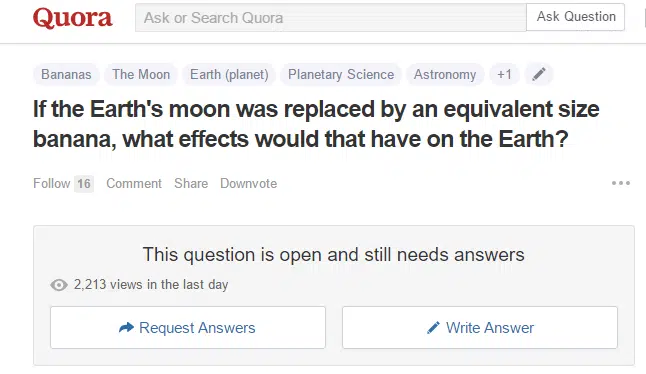 Quora
Ask or Search Quora
Ask Question
Bananas The Moon Earth (planet) Planetary Science Astronomy +1
If the Earth's moon was replaced by an equivalent size
banana, what effects would that have on the Earth?
Follow 16 Comment Share Downvote
This question is open and still needs answers
2,213 views in the last day
Request Answers
Write Answer